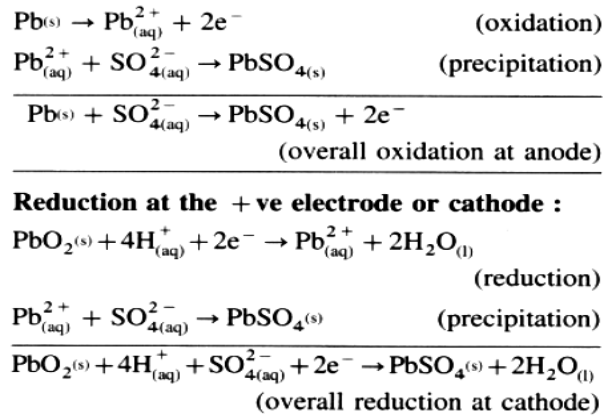 Pb(s) → Pb²⁺(aq) + 2e⁻ (oxidation)
Pb²⁺(aq) + SO₄²⁻(aq) → PbSO₄(s) (precipitation)
Pb(s) + SO₄²⁻(aq) → PbSO₄(s) + 2e⁻
(overall oxidation at anode)
Reduction at the +ve electrode or cathode :
PbO₂(s) + 4H⁺(aq) + 2e⁻ → Pb²⁺(aq) + 2H₂O(l)
(reduction)
Pb²⁺(aq) + SO₄²⁻(aq) → PbSO₄(s) (precipitation)
PbO₂(s) + 4H⁺(aq) + SO₄²⁻(aq) + 2e⁻ → PbSO₄(s) + 2H₂O(l)
(overall reduction at cathode)